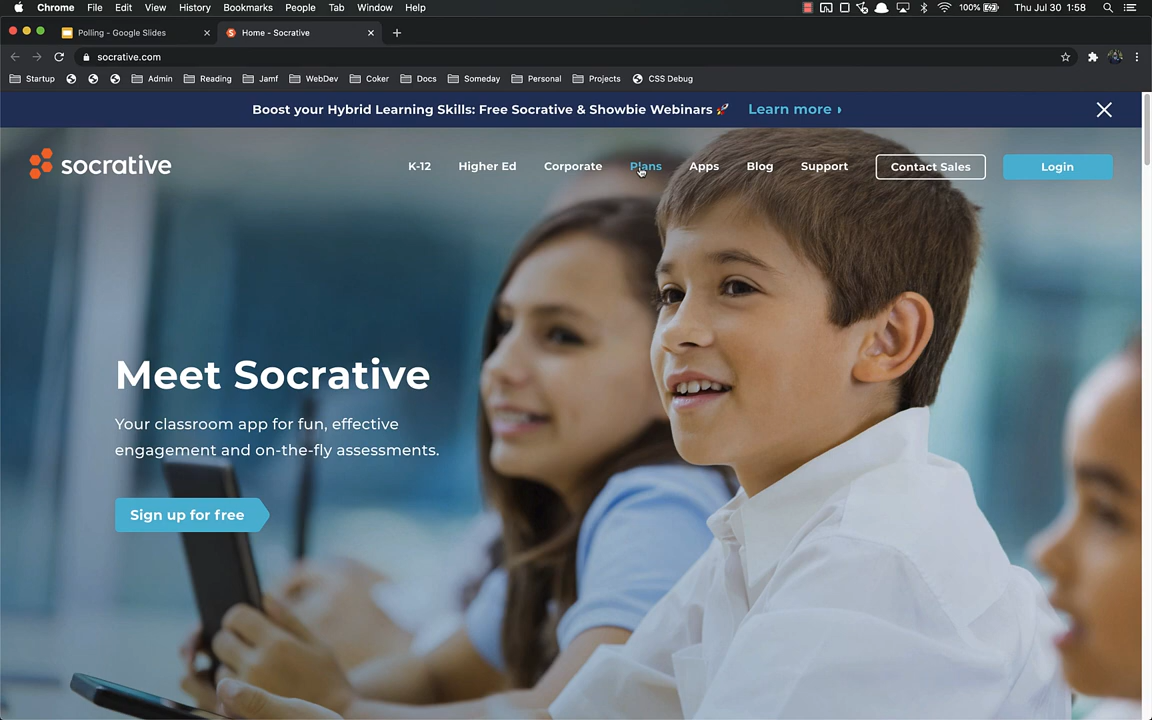 Chrome File Edit View History Bookmarks People Tab Window Help 100% Thu Jul 30 1:58
Polling - Google Slides Home - Socrative
socrative.com
Startup Admin Reading Jamf WebDev Coker Docs Someday Personal Projects CSS Debug
Boost your Hybrid Learning Skills: Free Socrative & Showbie Webinars 🚀 Learn more
socrative K-12 Higher Ed Corporate Plans Apps Blog Support Contact Sales Login
Meet Socrative
Your classroom app for fun, effective
engagement and on-the-fly assessments.
Sign up for free